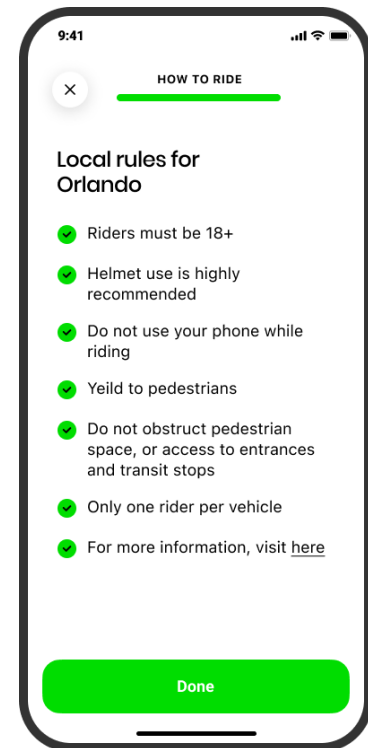 9:41
HOW TO RIDE
Local rules for
Orlando
Riders must be 18+
Helmet use is highly
recommended
Do not use your phone while
riding
Yeild to pedestrians
Do not obstruct pedestrian
space, or access to entrances
and transit stops
Only one rider per vehicle
For more information, visit here
Done